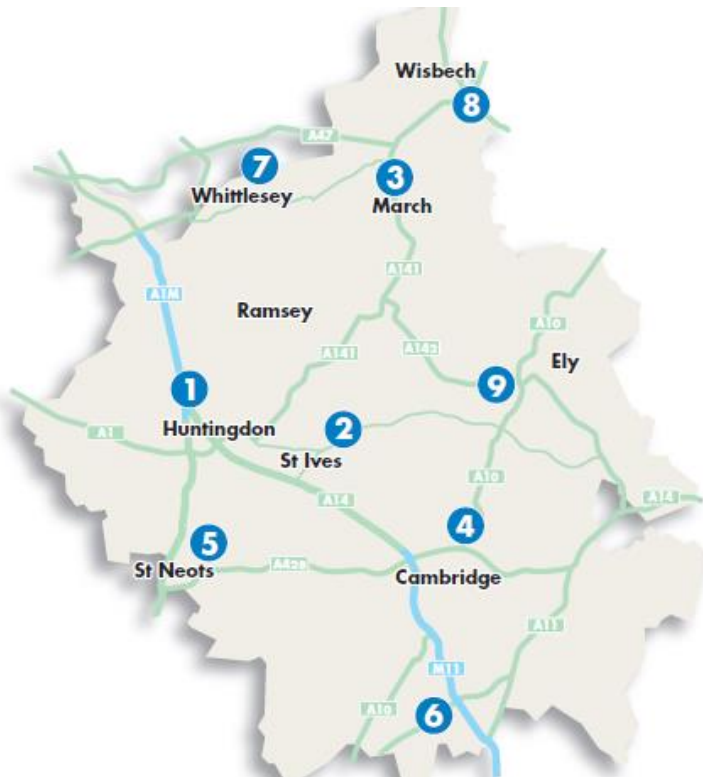 Wisbech
8
A47
7
3
Whittlesey
March
A141
A1M
Ramsey
A10
A141
A142
Ely
1
9
Huntingdon
A1
2
St Ives
A10
A14
A14
4
5
St Neots
A428
Cambridge
A11
M11
A10
6